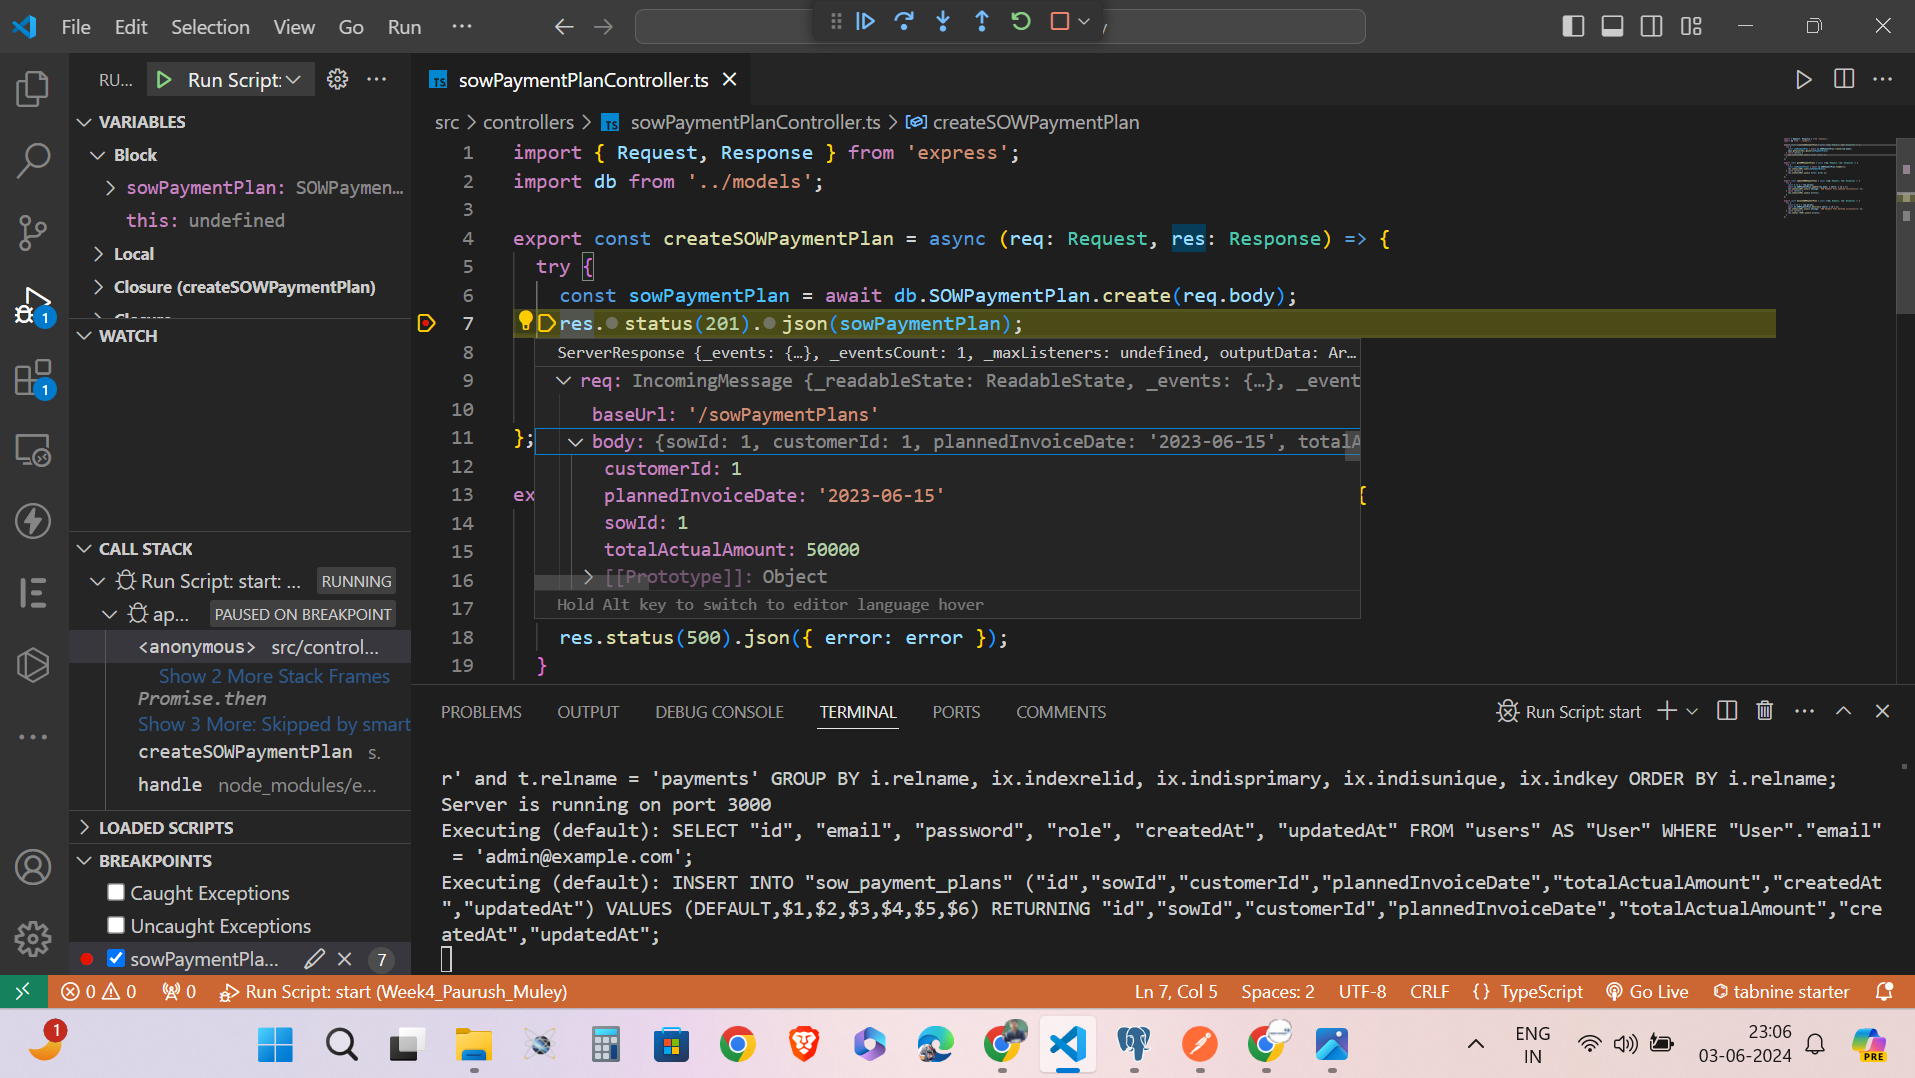 File Edit Selection View Go Run ···
RU... Run Script: ···
VARIABLES
Block
sowPaymentPlan: SOWPaymen...
this: undefined
Local
Closure (createSOWPaymentPlan)
WATCH
CALL STACK
Run Script: start: ... RUNNING
ap... PAUSED ON BREAKPOINT
<anonymous> src/control...
Show 2 More Stack Frames
Promise.then
Show 3 More: Skipped by smart
createSOWPaymentPlan s.
handle node_modules/e...
LOADED SCRIPTS
BREAKPOINTS
Caught Exceptions
Uncaught Exceptions
sowPaymentPla... 7
1
1
TS sowPaymentPlanController.ts
src > controllers > TS sowPaymentPlanController.ts > createSOWPaymentPlan
1 import { Request, Response } from 'express';
2 import db from '../models';
3
4 export const createSOWPaymentPlan = async (req: Request, res: Response) => {
5 try {
6 const sowPaymentPlan = await db.SOWPaymentPlan.create(req.body);
7 res.status(201).json(sowPaymentPlan);
8 ServerResponse {_events: {…}, _eventsCount: 1, _maxListeners: undefined, outputData: Ar…
9 req: IncomingMessage {_readableState: ReadableState, _events: {…}, _event
10 baseUrl: '/sowPaymentPlans'
11 }; body: {sowId: 1, customerId: 1, plannedInvoiceDate: '2023-06-15', totalA
12 customerId: 1
13 ex plannedInvoiceDate: '2023-06-15' {
14 sowId: 1
15 totalActualAmount: 50000
16 [[Prototype]]: Object
17 Hold Alt key to switch to editor language hover
18 res.status(500).json({ error: error });
19 }
PROBLEMS OUTPUT DEBUG CONSOLE TERMINAL PORTS COMMENTS Run Script: start
r' and t.relname = 'payments' GROUP BY i.relname, ix.indexrelid, ix.indisprimary, ix.indisunique, ix.indkey ORDER BY i.relname;
Server is running on port 3000
Executing (default): SELECT "id", "email", "password", "role", "createdAt", "updatedAt" FROM "users" AS "User" WHERE "User"."email"
= 'admin@example.com';
Executing (default): INSERT INTO "sow_payment_plans" ("id","sowId","customerId","plannedInvoiceDate","totalActualAmount","createdAt
","updatedAt") VALUES (DEFAULT,$1,$2,$3,$4,$5,$6) RETURNING "id","sowId","customerId","plannedInvoiceDate","totalActualAmount","cre
atedAt","updatedAt";
0 0 0 Run Script: start (Week4_Paurush_Muley) Ln 7, Col 5 Spaces: 2 UTF-8 CRLF {} TypeScript Go Live tabnine starter
1
ENG
IN
23:06
03-06-2024
PRE